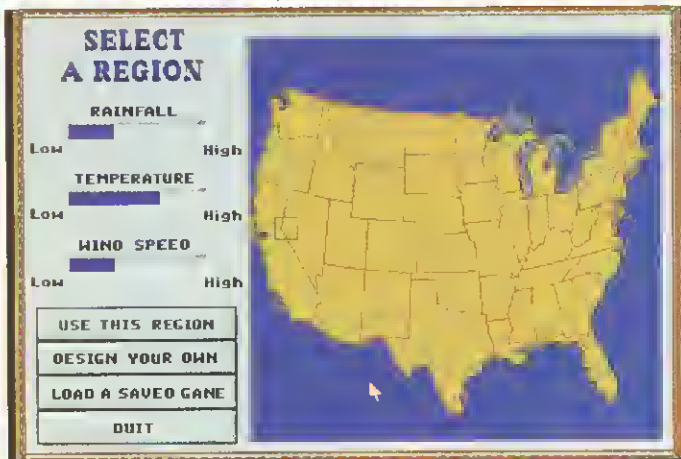 SELECT
A REGION
RAINFALL
Low High
TEMPERATURE
Low High
WIND SPEED
Low High
USE THIS REGION
DESIGN YOUR OWN
LOAD A SAVED GAME
QUIT